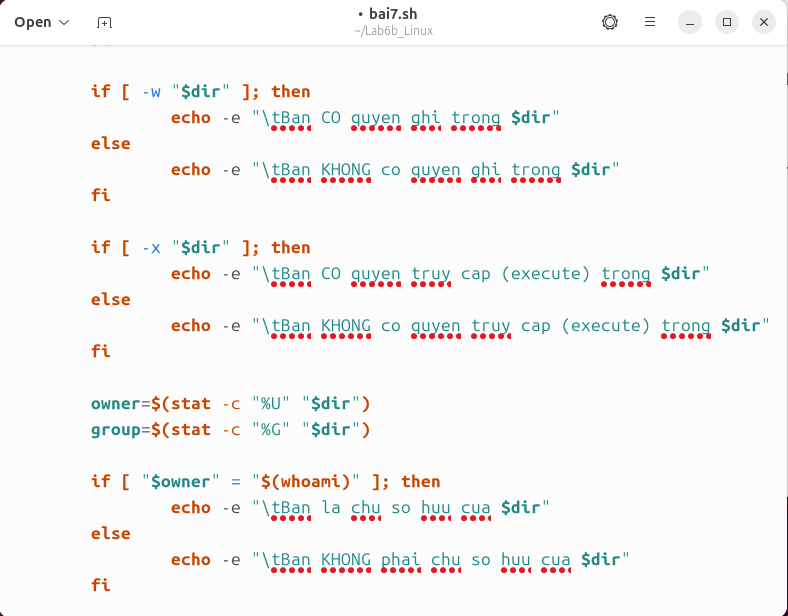 Open
• bai7.sh
~/Lab6b_Linux
if [ -w "$dir" ]; then
echo -e "\tBan CO quyen ghi trong $dir"
else
echo -e "\tBan KHONG co quyen ghi trong $dir"
fi
if [ -x "$dir" ]; then
echo -e "\tBan CO quyen truy cap (execute) trong $dir"
else
echo -e "\tBan KHONG co quyen truy cap (execute) trong $dir"
fi
owner=$(stat -c "%U" "$dir")
group=$(stat -c "%G" "$dir")
if [ "$owner" = "$(whoami)" ]; then
echo -e "\tBan la chu so huu cua $dir"
else
echo -e "\tBan KHONG phai chu so huu cua $dir"
fi